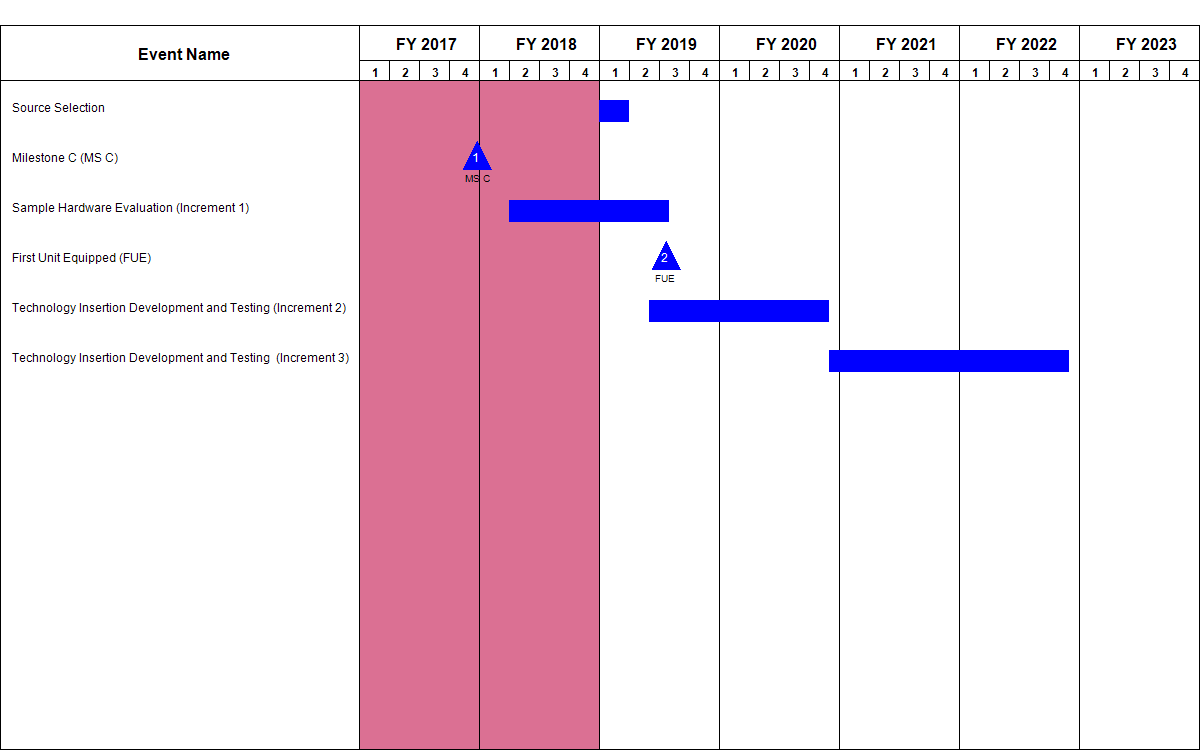 Event Name
FY 2017 FY 2018 FY 2019 FY 2020 FY 2021 FY 2022 FY 2023
1 2 3 4 1 2 3 4 1 2 3 4 1 2 3 4 1 2 3 4 1 2 3 4 1 2 3 4
Source Selection
Milestone C (MS C)
1
MS C
Sample Hardware Evaluation (Increment 1)
First Unit Equipped (FUE)
2
FUE
Technology Insertion Development and Testing (Increment 2)
Technology Insertion Development and Testing  (Increment 3)